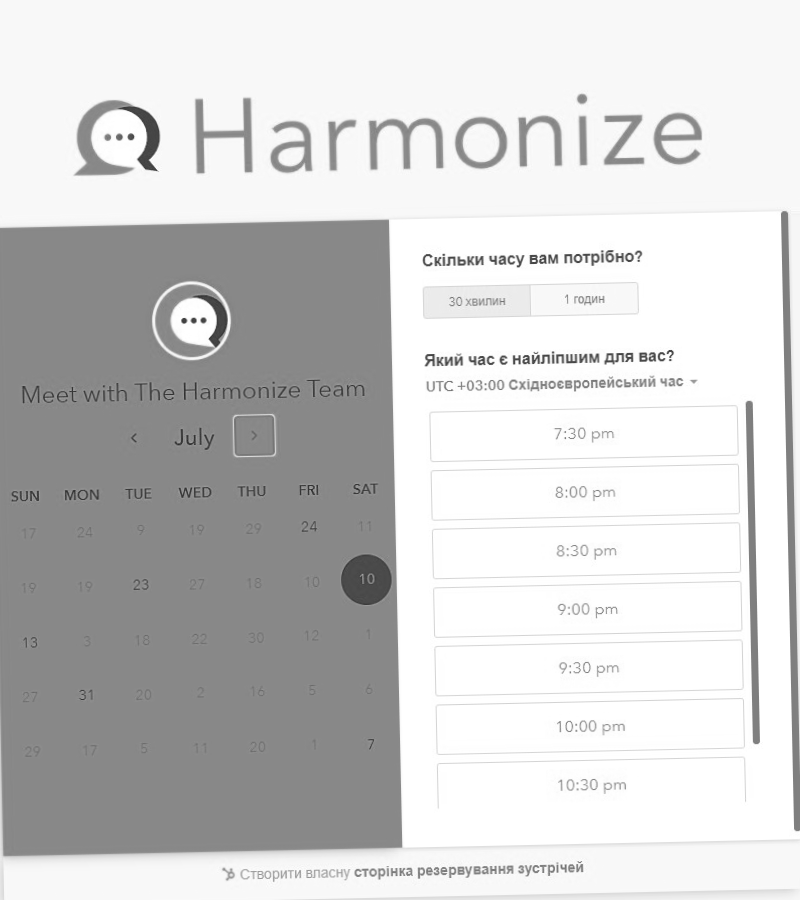 Harmonize
Meet with The Harmonize Team
July
SUN MON TUE WED THU FRI SAT
17 24 9 19 29 24 11
19 19 23 27 18 10 10
13 3 18 22 30 12 1
27 31 20 2 16 5 6
29 17 5 11 20 1 7
Скільки часу вам потрібно?
30 хвилин 1 годин
Який час є найліпшим для вас?
UTC +03:00 Східноєвропейський час
7:30 pm
8:00 pm
8:30 pm
9:00 pm
9:30 pm
10:00 pm
10:30 pm
Створити власну сторінка резервування зустрічей